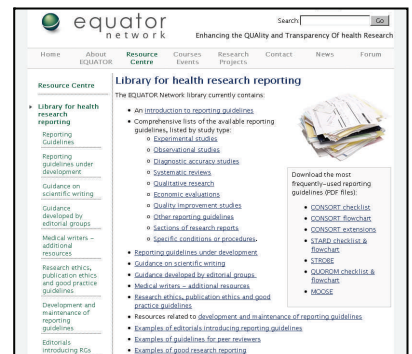 equator
network
Search:
Go
Enhancing the QUAlity and Transparency Of health Research
Home
About
EQUATOR
Resource
Centre
Courses
Events
Research
Projects
Contact
News
Forum
Resource Centre
Library for health
research
reporting
Reporting
Guidelines
Reporting
guidelines under
development
Guidance on
scientific writing
Guidance
developed by
editorial groups
Medical writers –
additional
resources
Research ethics,
publication ethics
and good practice
guidelines
Development and
maintenance of
reporting
guidelines
Editorials
introducing RGs
Library for health research reporting
The EQUATOR Network library currently contains:
• An introduction to reporting guidelines
• Comprehensive lists of the available reporting
guidelines, listed by study type:
Experimental studies
Observational studies
Diagnostic accuracy studies
Systematic reviews
Qualitative research
Economic evaluations
Quality improvement studies
Other reporting guidelines
Sections of research reports
Specific conditions or procedures.
• Reporting guidelines under development
• Guidance on scientific writing
• Guidance developed by editorial groups
• Medical writers – additional resources
• Research ethics, publication ethics and good
practice guidelines
• Resources related to development and maintenance of reporting guidelines
• Examples of editorials introducing reporting guidelines
• Examples of guidelines for peer reviewers
• Examples of good research reporting
Download the most
frequently–used reporting
guidelines (PDF files):
• CONSORT checklist
• CONSORT flowchart
• CONSORT extensions
• STARD checklist &
flowchart
• STROBE
• QUOROM checklist &
flowchart
• MOOSE